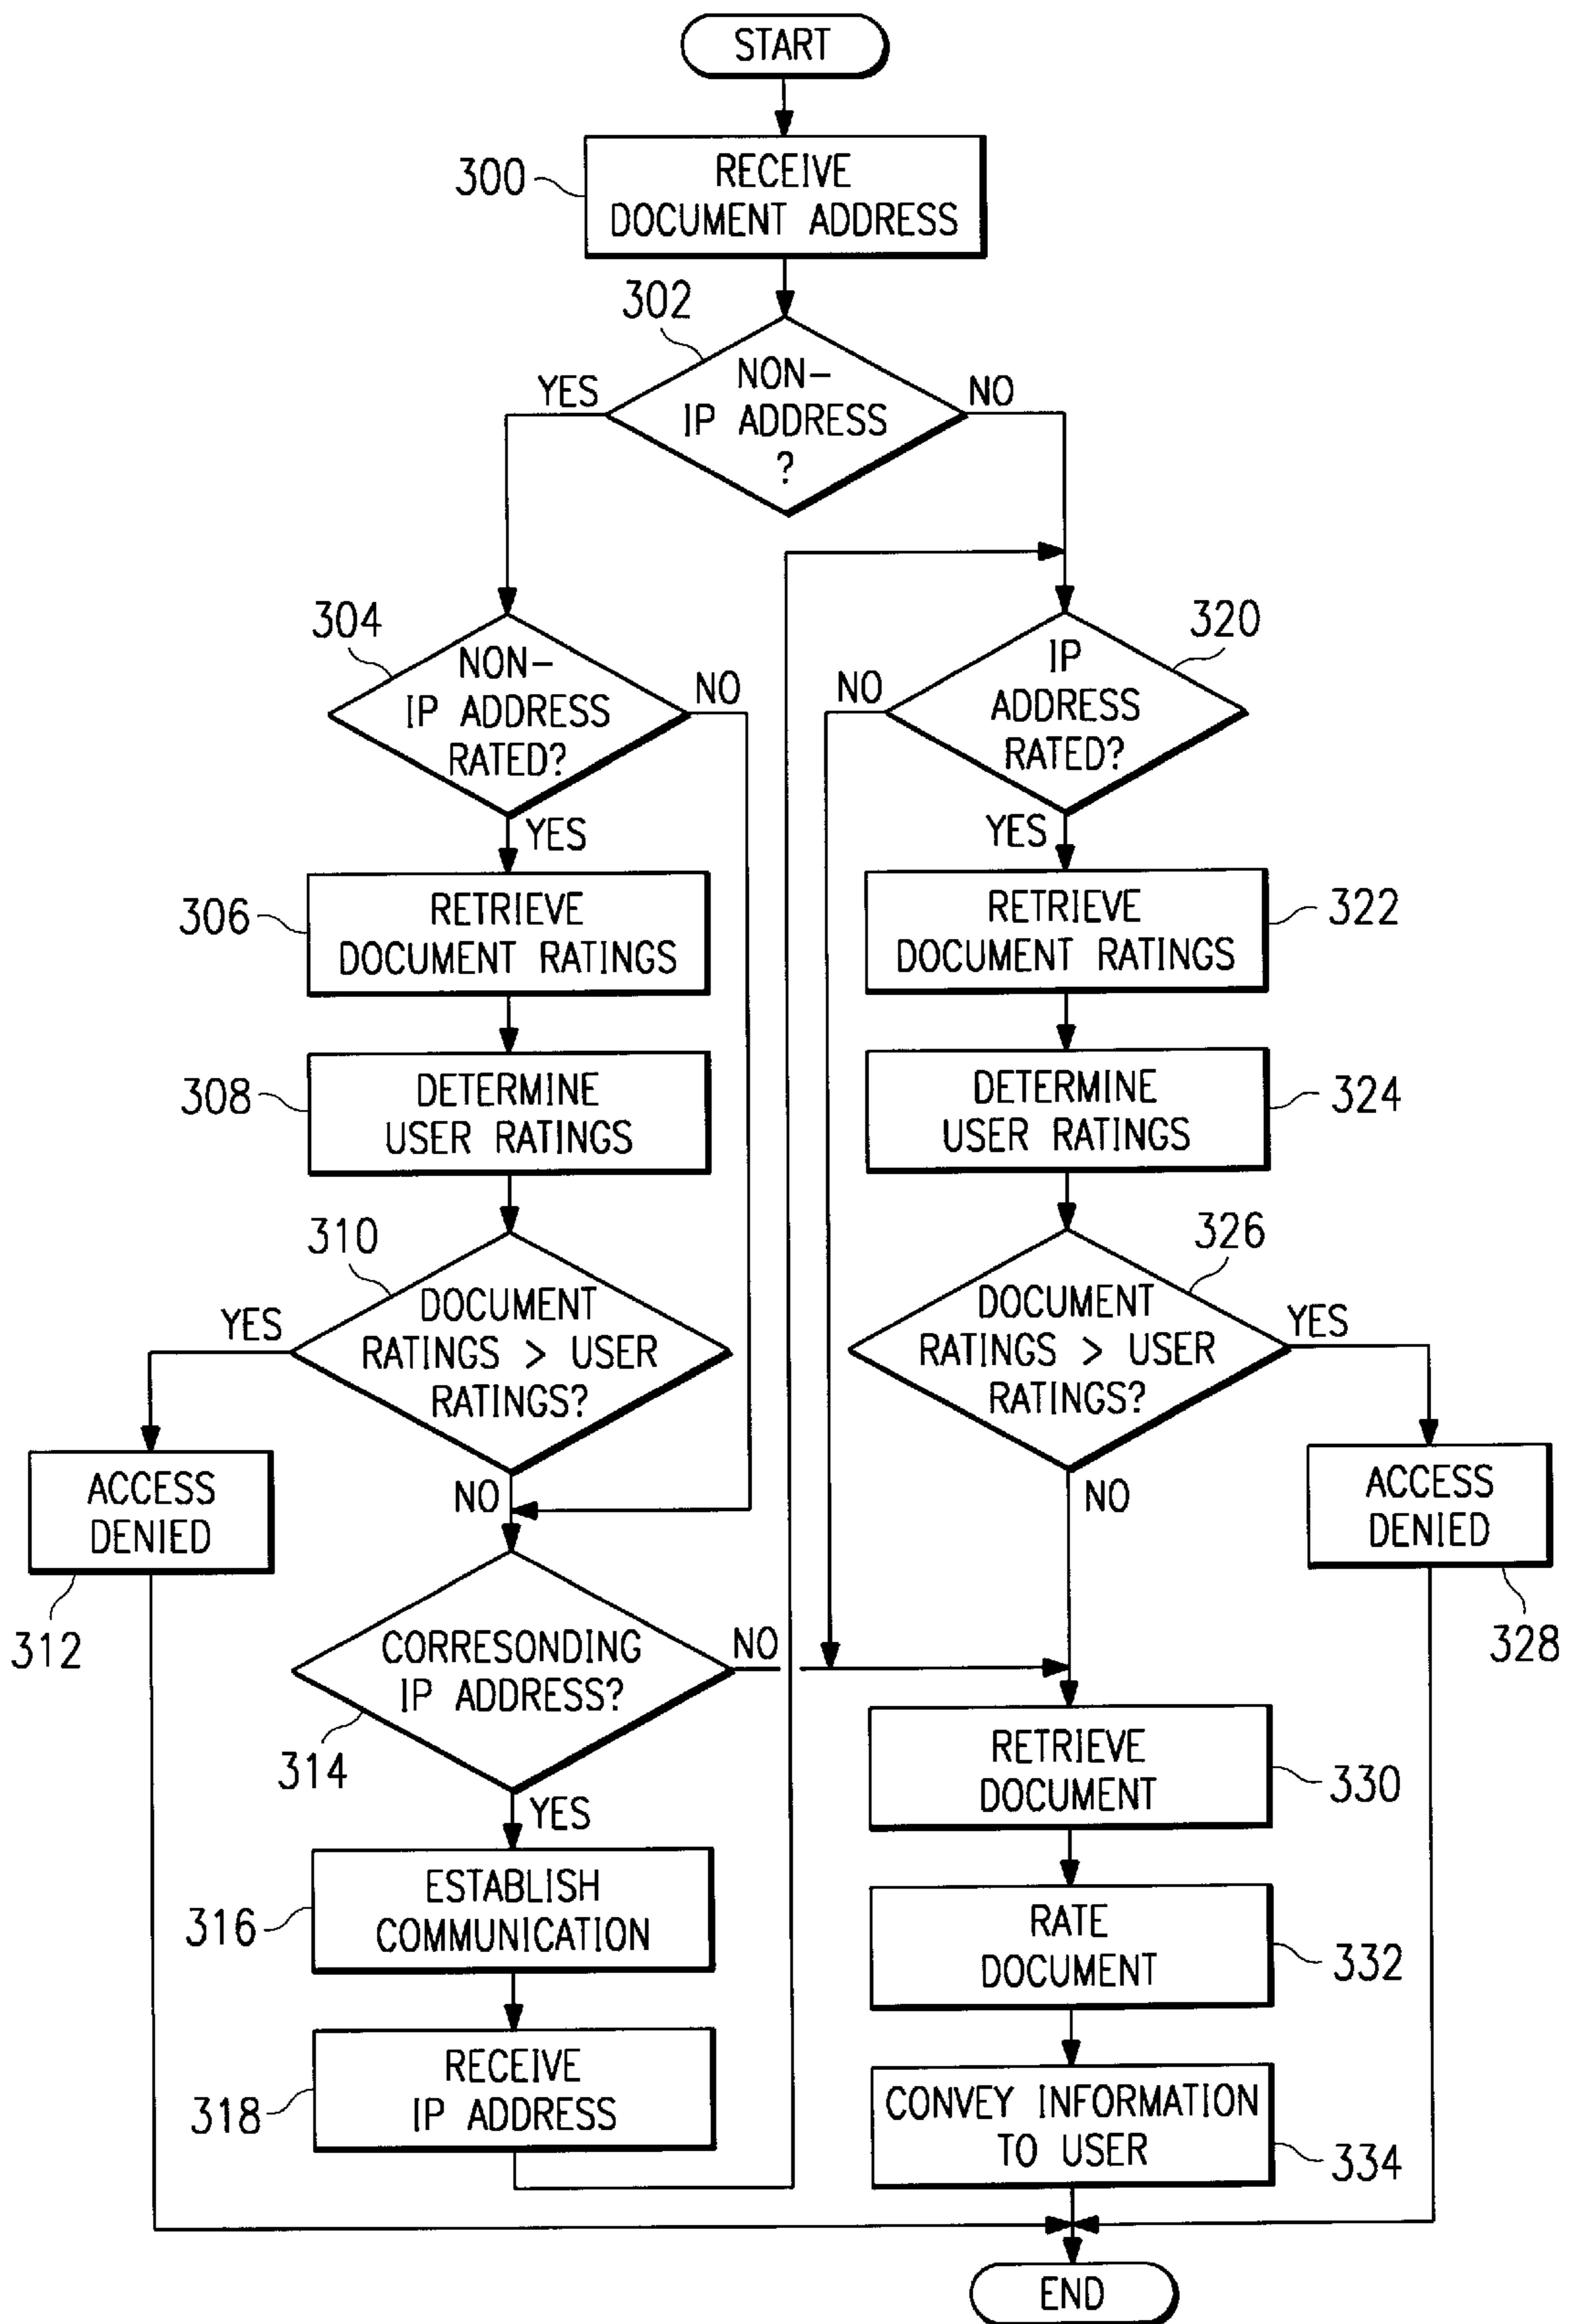 START
300
RECEIVE
DOCUMENT ADDRESS
302
NON-
IP ADDRESS
?
YES
NO
304
NON-
IP ADDRESS
RATED?
NO
YES
306
RETRIEVE
DOCUMENT RATINGS
308
DETERMINE
USER RATINGS
310
DOCUMENT
RATINGS > USER
RATINGS?
YES
NO
ACCESS
DENIED
312
CORRESONDING
IP ADDRESS?
NO
314
YES
316
ESTABLISH
COMMUNICATION
318
RECEIVE
IP ADDRESS
320
IP
ADDRESS
RATED?
NO
YES
RETRIEVE
DOCUMENT RATINGS
322
DETERMINE
USER RATINGS
324
326
DOCUMENT
RATINGS > USER
RATINGS?
YES
NO
ACCESS
DENIED
328
RETRIEVE
DOCUMENT
330
RATE
DOCUMENT
332
CONVEY INFORMATION
TO USER
334
END